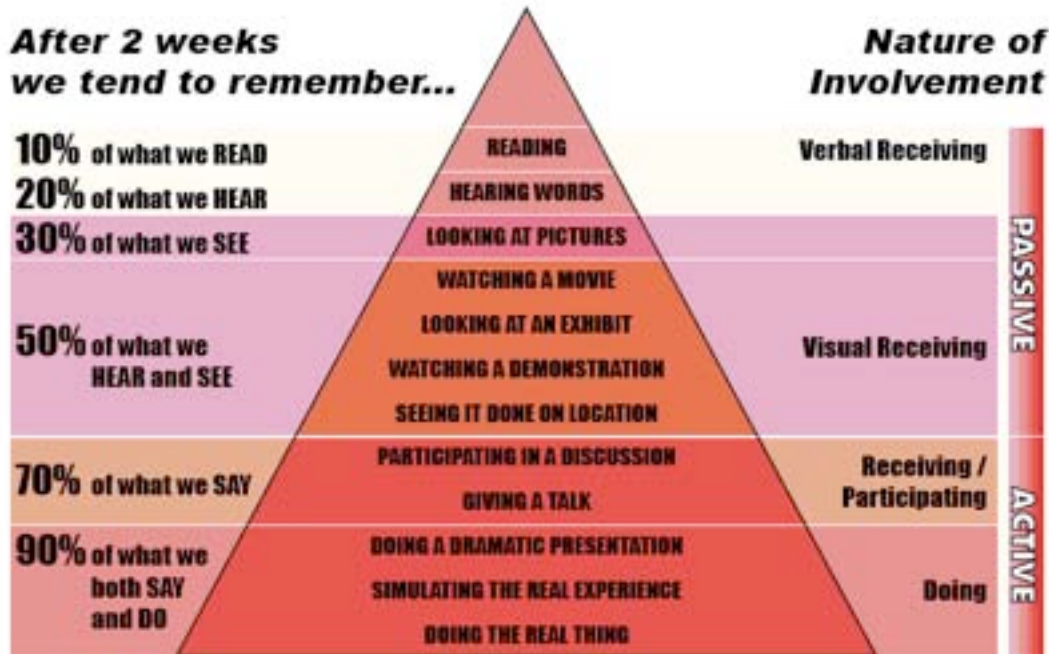 After 2 weeks
we tend to remember...
Nature of
Involvement
10% of what we READ
READING
Verbal Receiving
20% of what we HEAR
HEARING WORDS
30% of what we SEE
LOOKING AT PICTURES
50% of what we
HEAR and SEE
WATCHING A MOVIE
LOOKING AT AN EXHIBIT
WATCHING A DEMONSTRATION
SEEING IT DONE ON LOCATION
Visual Receiving
PASSIVE
70% of what we SAY
PARTICIPATING IN A DISCUSSION
GIVING A TALK
Receiving /
Participating
90% of what we
both SAY
and DO
DOING A DRAMATIC PRESENTATION
SIMULATING THE REAL EXPERIENCE
DOING THE REAL THING
Doing
ACTIVE